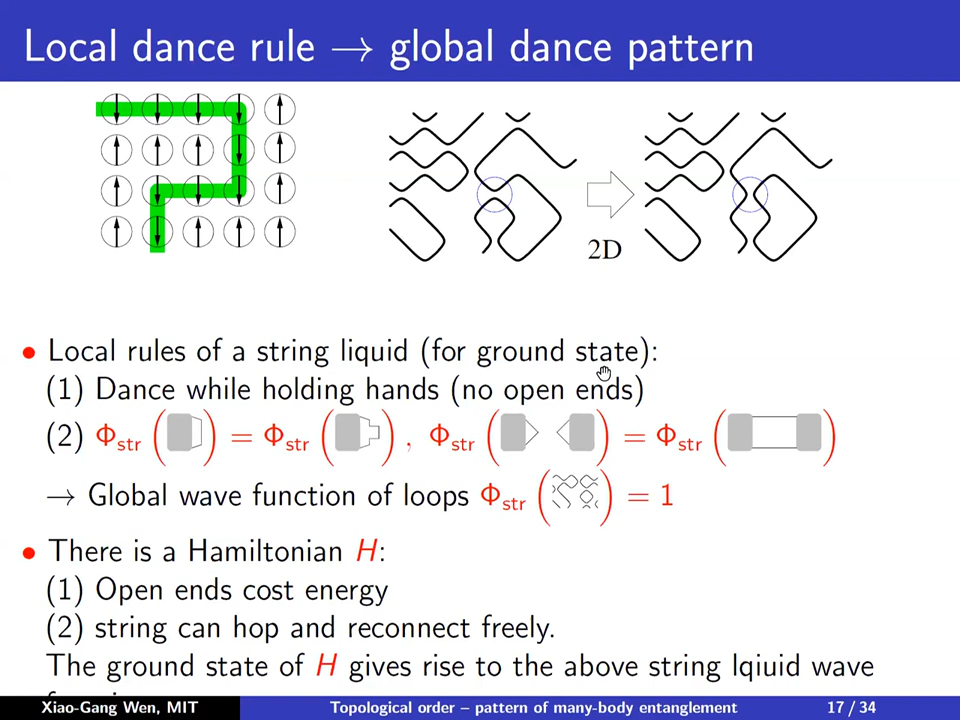 Local dance rule → global dance pattern
2D
• Local rules of a string liquid (for ground state):
(1) Dance while holding hands (no open ends)
(2) Φstr ( ) = Φstr ( ) , Φstr ( ) = Φstr ( )
→ Global wave function of loops Φstr ( ) = 1
• There is a Hamiltonian H:
(1) Open ends cost energy
(2) string can hop and reconnect freely.
The ground state of H gives rise to the above string lqiuid wave
Xiao-Gang Wen, MIT Topological order – pattern of many-body entanglement 17 / 34